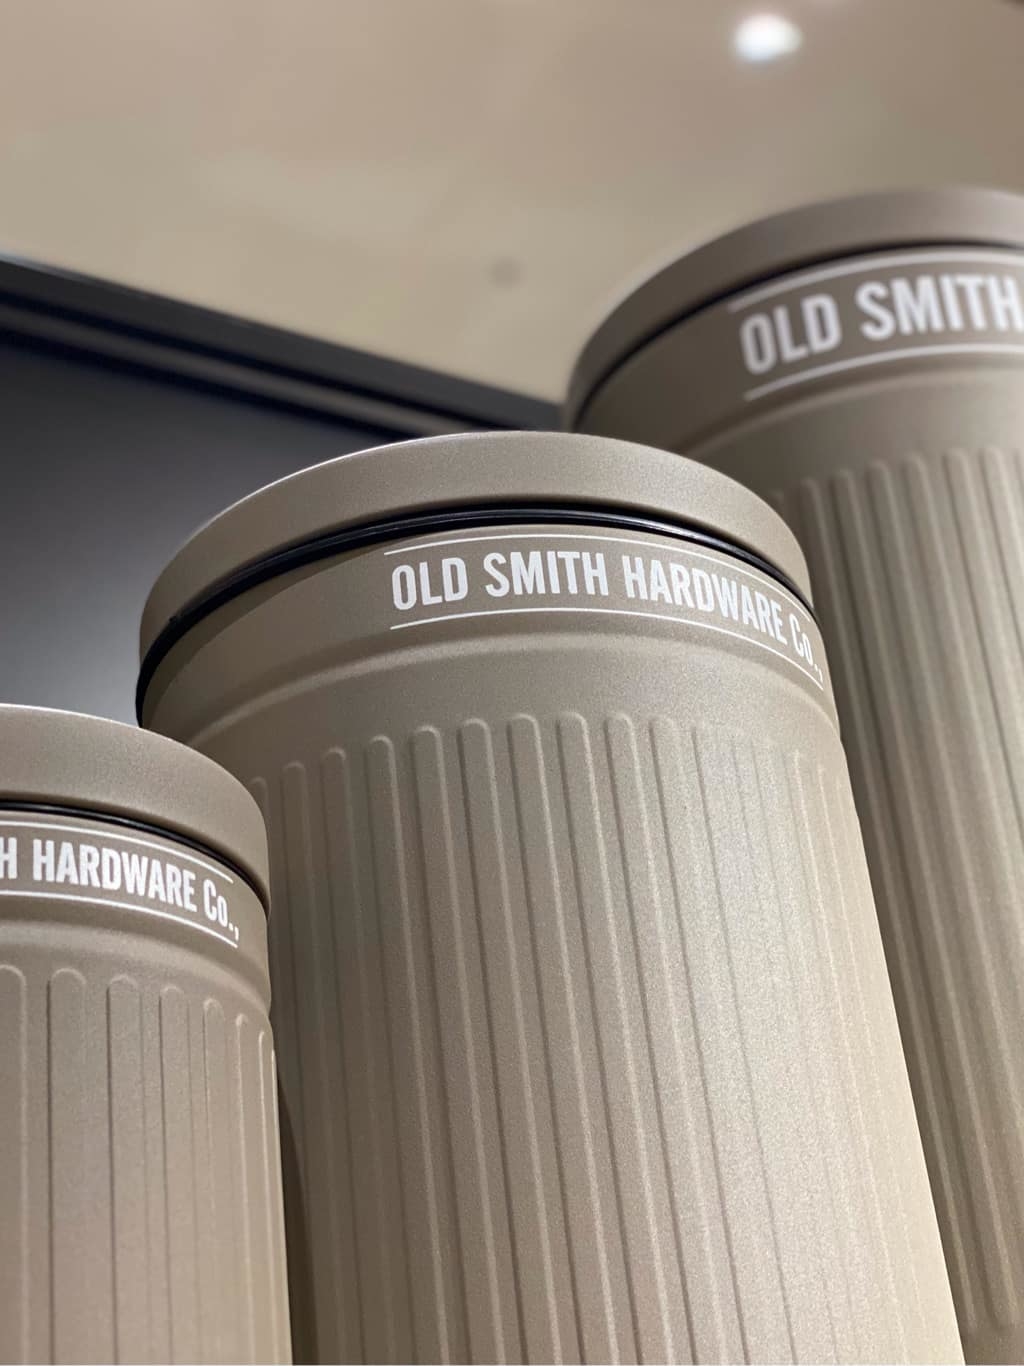 OLD SMITH
OLD SMITH HARDWARE Co.,
H HARDWARE Co.,